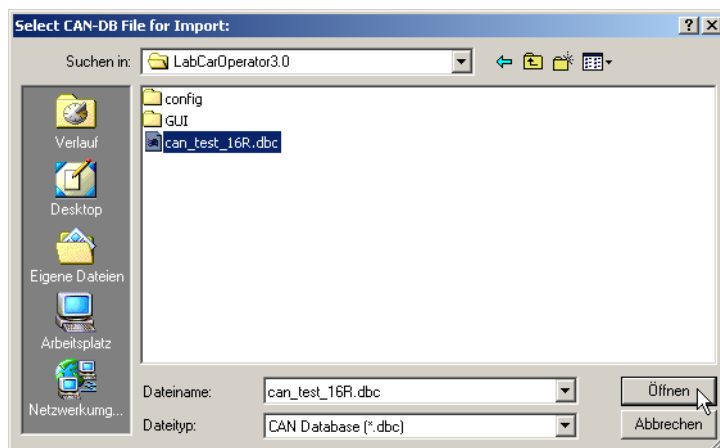 Select CAN-DB File for Import:
Suchen in:
LabCarOperator3.0
config
GUI
can_test_16R.dbc
Verlauf
Desktop
Eigene Dateien
Arbeitsplatz
Netzwerkumg...
Dateiname:
can_test_16R.dbc
Öffnen
Dateityp:
CAN Database (*.dbc)
Abbrechen